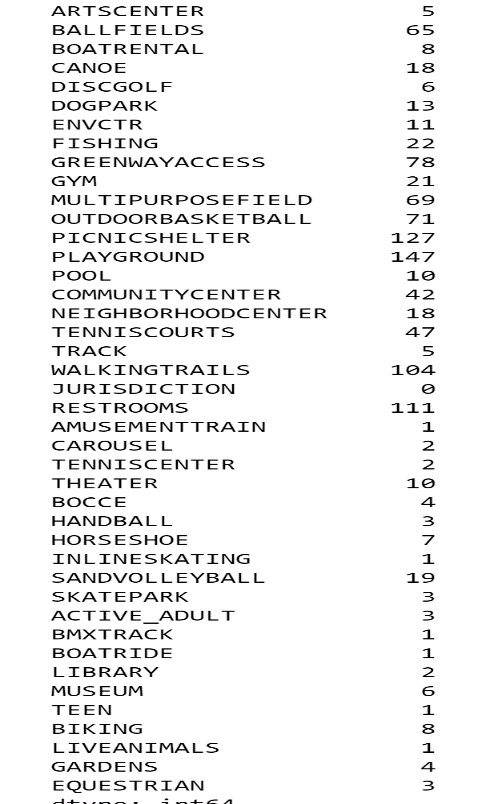 ARTSCENTER 5
BALLFIELDS 65
BOATRENTAL 8
CANOE 18
DISCGOLF 6
DOGPARK 13
ENVCTR 11
FISHING 22
GREENWAYACCESS 78
GYM 21
MULTIPURPOSEFIELD 69
OUTDOORBASKETBALL 71
PICNICSHELTER 127
PLAYGROUND 147
POOL 10
COMMUNITYCENTER 42
NEIGHBORHOODCENTER 18
TENNISCOURTS 47
TRACK 5
WALKINGTRAILS 104
JURISDICTION 0
RESTROOMS 111
AMUSEMENTTRAIN 1
CAROUSEL 2
TENNISCENTER 2
THEATER 10
BOCCE 4
HANDBALL 3
HORSESHOE 7
INLINESKATING 1
SANDVOLLEYBALL 19
SKATEPARK 3
ACTIVE_ADULT 3
BMXTRACK 1
BOATRIDE 1
LIBRARY 2
MUSEUM 6
TEEN 1
BIKING 8
LIVEANIMALS 1
GARDENS 4
EQUESTRIAN 3
dtype: int64